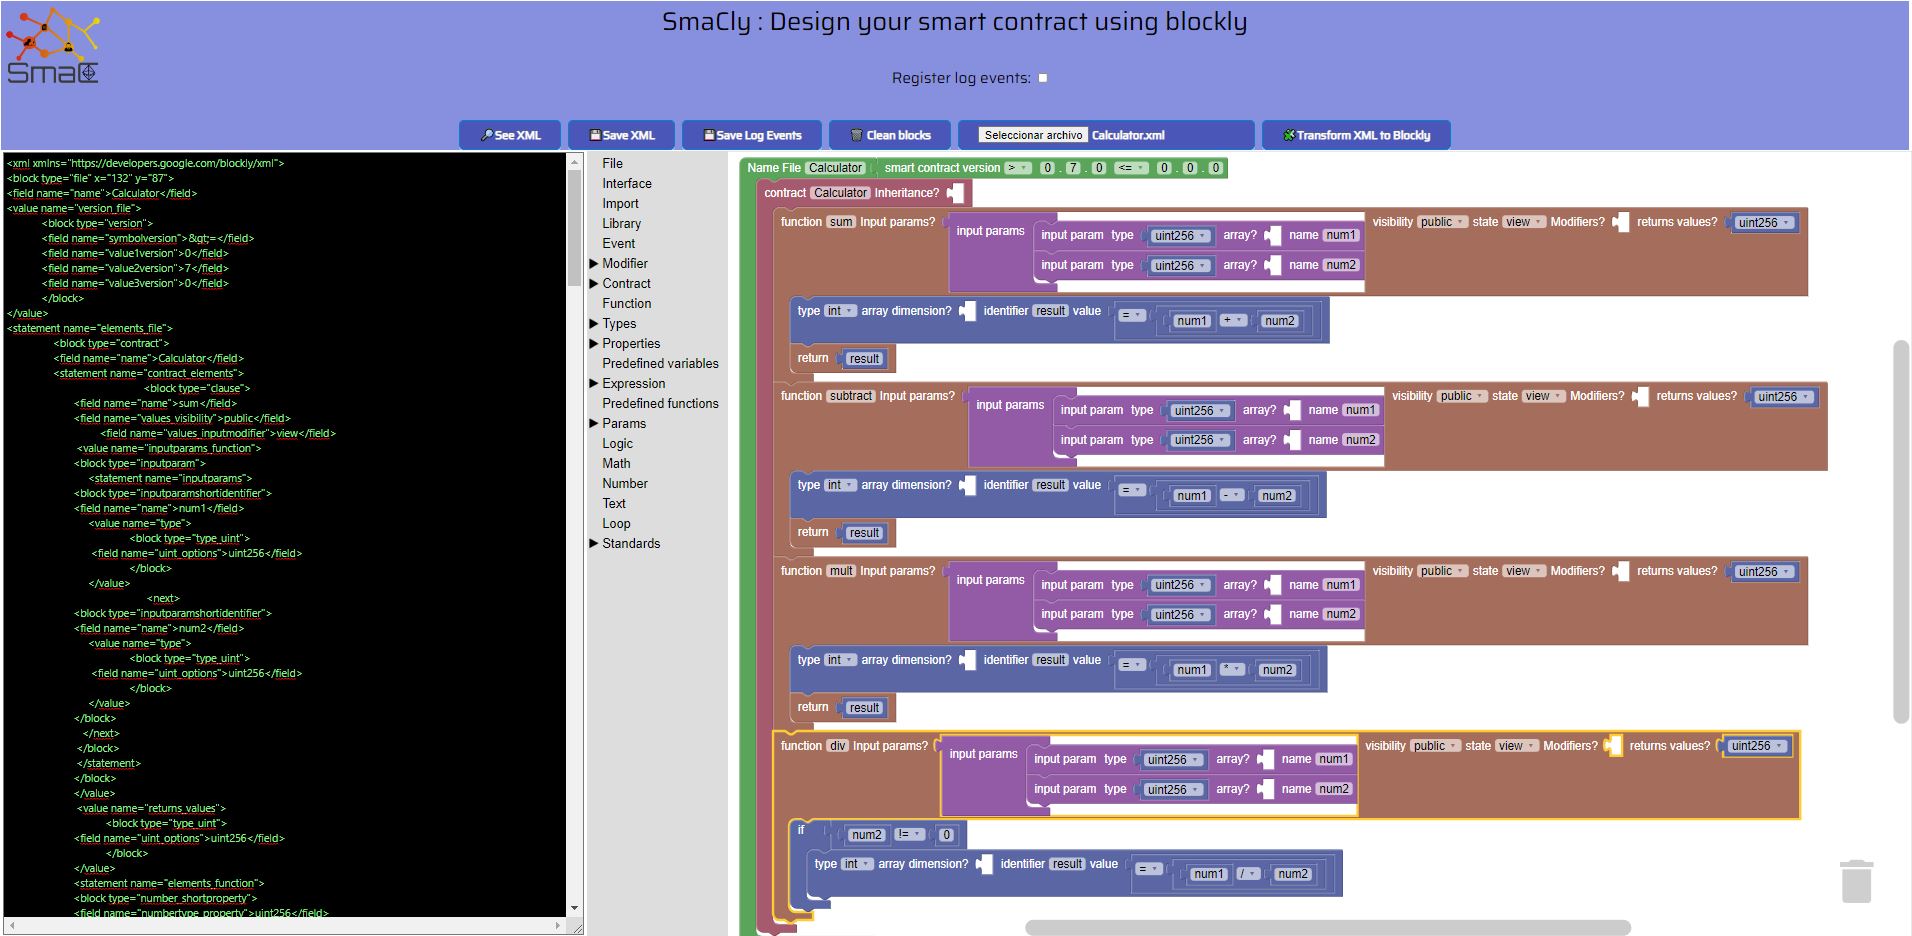 SmaC
SmaCly : Design your smart contract using blockly
Register log events:
See XML
Save XML
Save Log Events
Clean blocks
Seleccionar archivo Calculator.xml
Transform XML to Blockly
<xml xmlns="https://developers.google.com/blockly/xml">
<block type="file" x="132" y="87">
<field name="name">Calculator</field>
<value name="version_file">
<block type="version">
<field name="symbolversion">&gt;=</field>
<field name="value1version">0</field>
<field name="value2version">7</field>
<field name="value3version">0</field>
</block>
</value>
<statement name="elements_file">
<block type="contract">
<field name="name">Calculator</field>
<statement name="contract_elements">
<block type="clause">
<field name="name">sum</field>
<field name="values_visibility">public</field>
<field name="values_inputmodifier">view</field>
<value name="inputparams_function">
<block type="inputparam">
<statement name="inputparams">
<block type="inputparamshortidentifier">
<field name="name">num1</field>
<value name="type">
<block type="type_uint">
<field name="uint_options">uint256</field>
</block>
</value>
<next>
<block type="inputparamshortidentifier">
<field name="name">num2</field>
<value name="type">
<block type="type_uint">
<field name="uint_options">uint256</field>
</block>
</value>
</block>
</next>
</block>
</statement>
</block>
</value>
<value name="returns_values">
<block type="type_uint">
<field name="uint_options">uint256</field>
</block>
</value>
<statement name="elements_function">
<block type="number_shortproperty">
<field name="numbertype_property">uint256</field>
File
Interface
Import
Library
Event
Modifier
Contract
Function
Types
Properties
Predefined variables
Expression
Predefined functions
Params
Logic
Math
Number
Text
Loop
Standards
Name File Calculator smart contract version > 0 . 7 . 0 <= 0 . 0 . 0
contract Calculator Inheritance?
function sum Input params? input params visibility public state view Modifiers? returns values? uint256
input param type uint256 array? name num1
input param type uint256 array? name num2
type int array dimension? identifier result value = num1 + num2
return result
function subtract Input params? input params visibility public state view Modifiers? returns values? uint256
input param type uint256 array? name num1
input param type uint256 array? name num2
type int array dimension? identifier result value = num1 - num2
return result
function mult Input params? input params visibility public state view Modifiers? returns values? uint256
input param type uint256 array? name num1
input param type uint256 array? name num2
type int array dimension? identifier result value = num1 * num2
return result
function div Input params? input params visibility public state view Modifiers? returns values? uint256
input param type uint256 array? name num1
input param type uint256 array? name num2
if num2 != 0
type int array dimension? identifier result value = num1 / num2